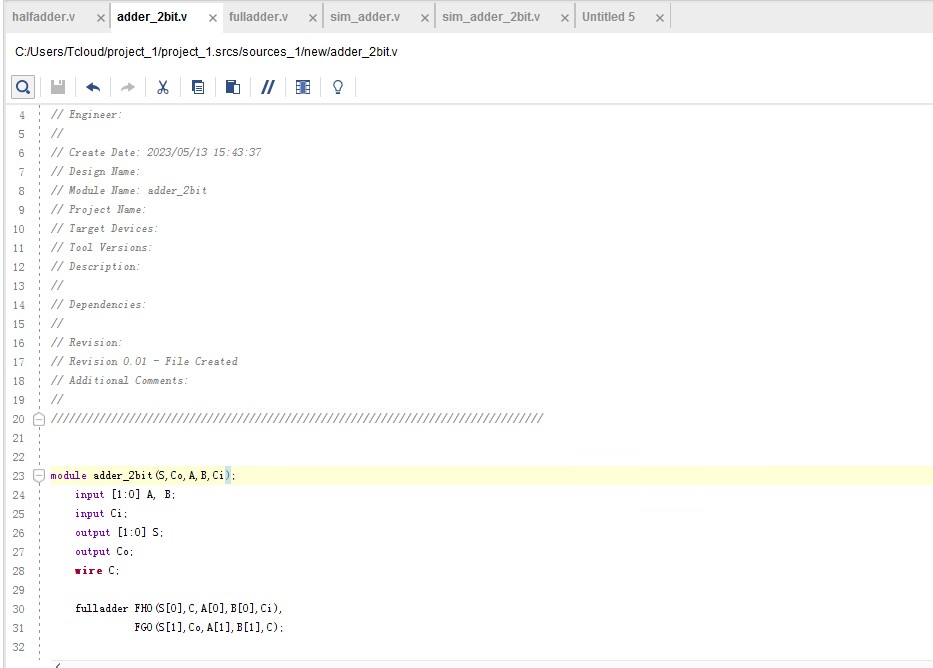 halfadder.v × adder_2bit.v × fulladder.v × sim_adder.v × sim_adder_2bit.v × Untitled 5 ×
C:/Users/Tcloud/project_1/project_1.srcs/sources_1/new/adder_2bit.v
4 // Engineer:
5 //
6 // Create Date: 2023/05/13 15:43:37
7 // Design Name:
8 // Module Name: adder_2bit
9 // Project Name:
10 // Target Devices:
11 // Tool Versions:
12 // Description:
13 //
14 // Dependencies:
15 //
16 // Revision:
17 // Revision 0.01 - File Created
18 // Additional Comments:
19 //
20 //////////////////////////////////////////////////////////////////////////////////
21
22
23 module adder_2bit(S,Co,A,B,Ci);
24 input [1:0] A, B;
25 input Ci;
26 output [1:0] S;
27 output Co;
28 wire C;
29
30 fulladder FHO(S[0],C,A[0],B[0],Ci),
31 FGO(S[1],Co,A[1],B[1],C);
32